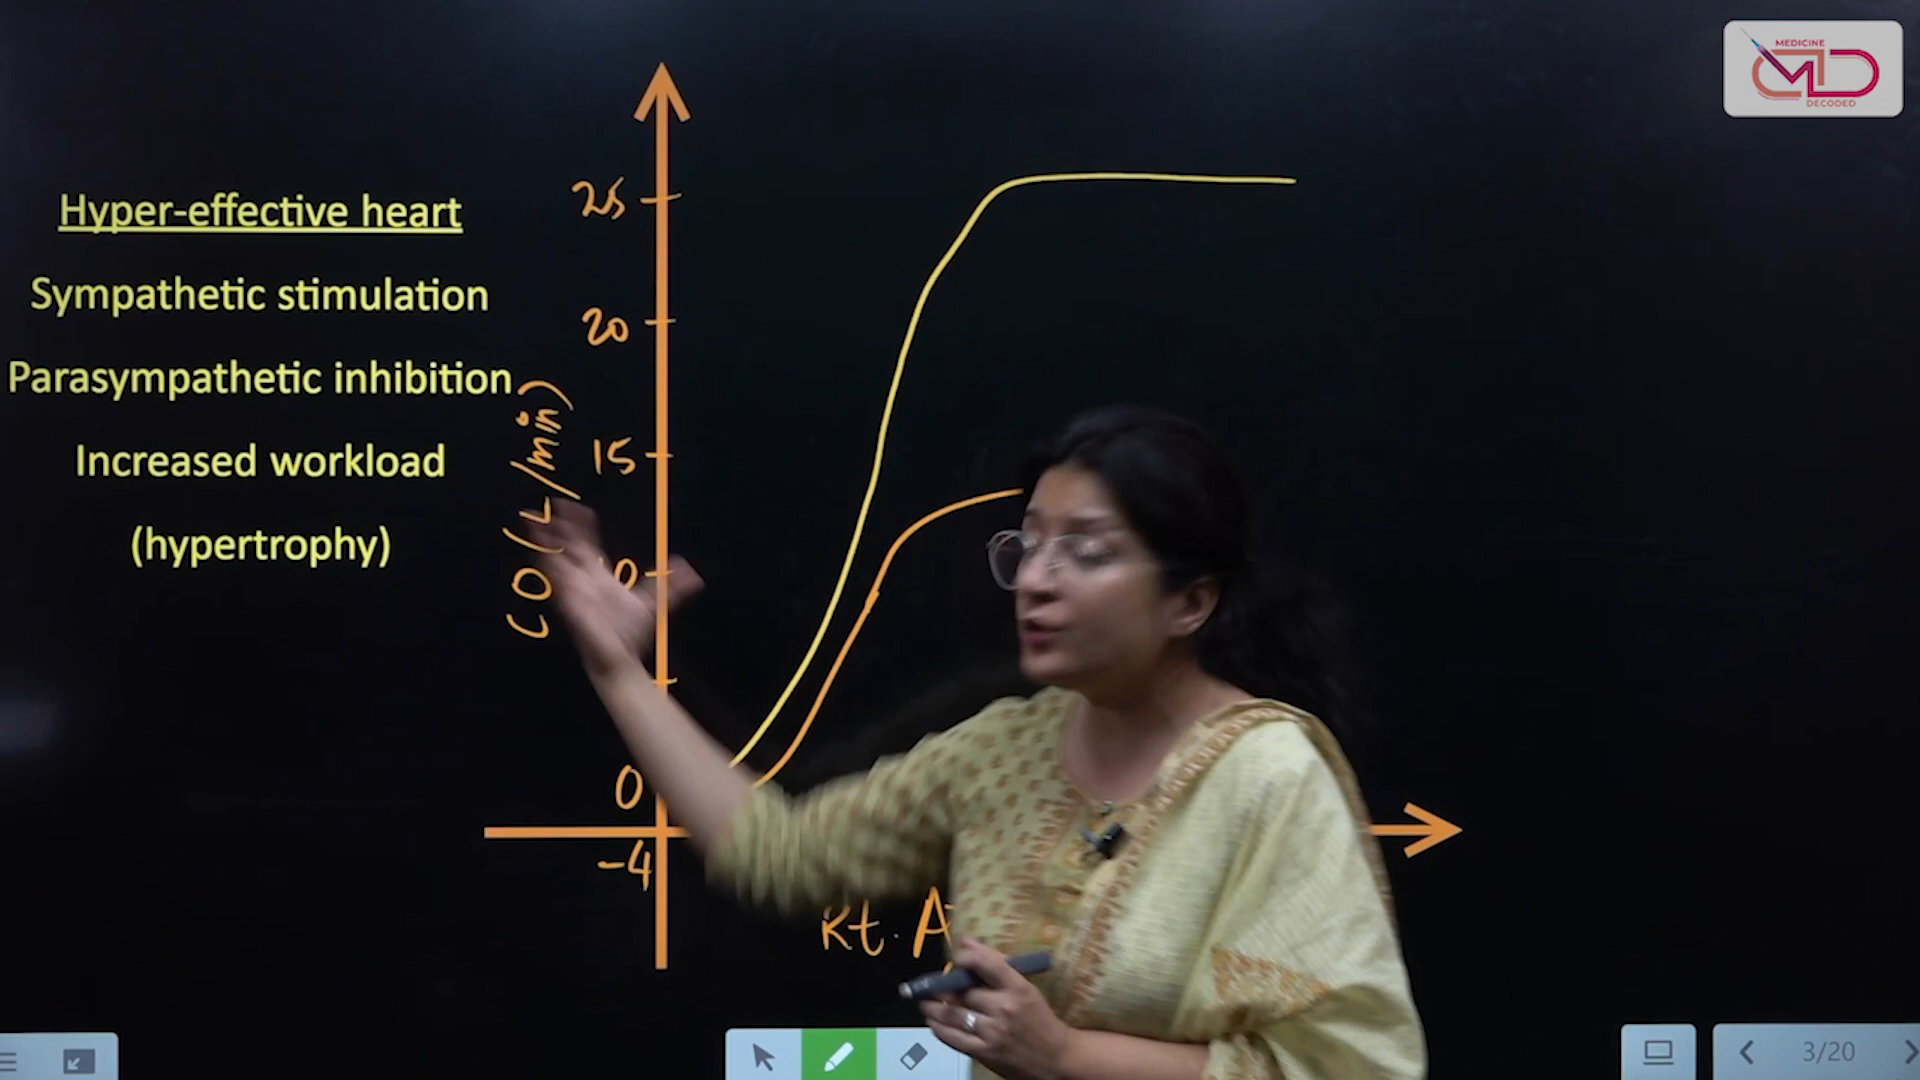 MEDICINE
MD
DECODED
Hyper-effective heart
Sympathetic stimulation
Parasympathetic inhibition
Increased workload
(hypertrophy)
CO (L/min)
25
20
15
0
-4
Rt. A
3/20